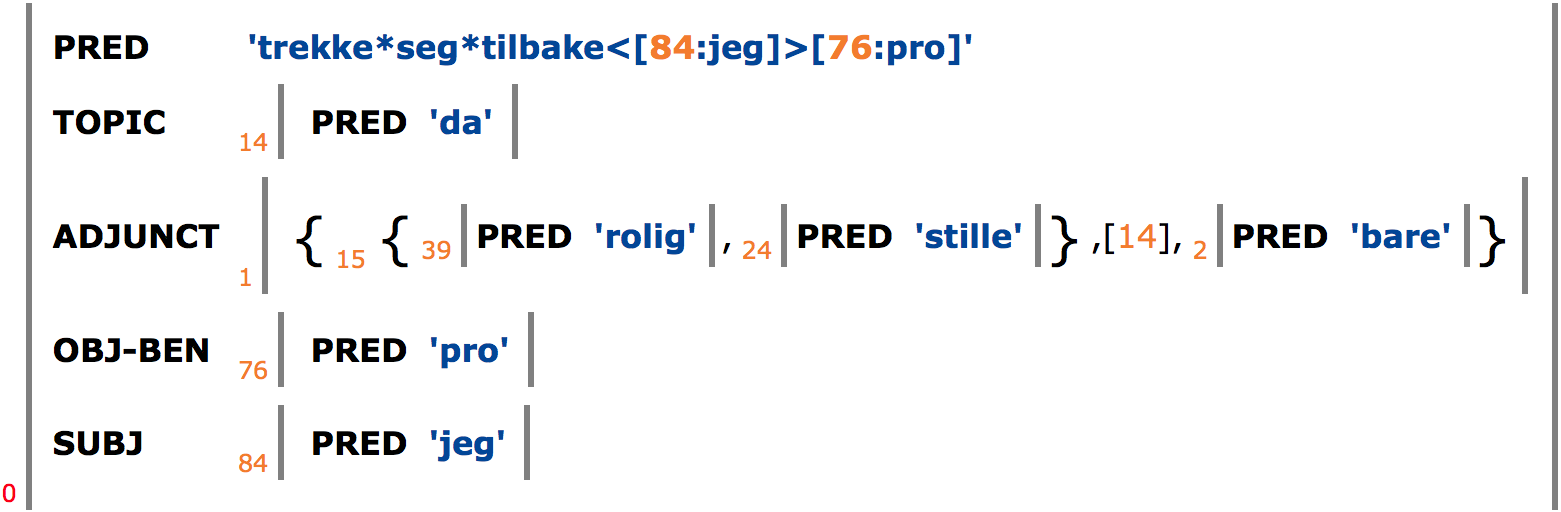 PRED 'trekke*seg*tilbake<[84:jeg]>[76:pro]'
TOPIC 14 PRED 'da'
ADJUNCT 1 { 15 { 39 PRED 'rolig' , 24 PRED 'stille' } ,[14], 2 PRED 'bare' }
OBJ-BEN 76 PRED 'pro'
SUBJ 84 PRED 'jeg'
0